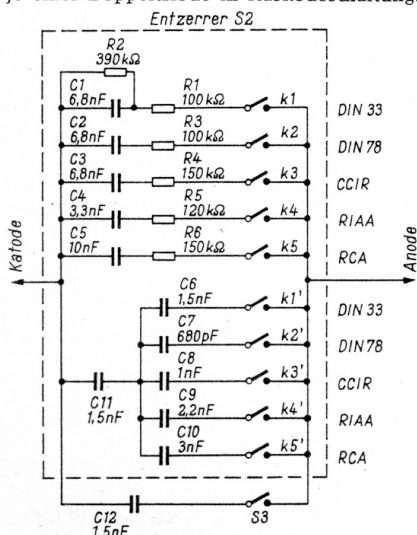 je einer Doppeltriode in Kaskodeschaltung.
Entzerrer S2
R2
390kΩ
C1
6,8nF
R1
100kΩ
k1
DIN 33
C2
6,8nF
R3
100kΩ
k2
DIN 78
C3
6,8nF
R4
150kΩ
k3
CCIR
C4
3,3nF
R5
120kΩ
k4
RIAA
C5
10nF
R6
150kΩ
k5
RCA
Katode
Anode
C6
1,5nF
k1'
DIN 33
C7
680pF
k2'
DIN 78
C8
1nF
k3'
CCIR
C11
1,5nF
C9
2,2nF
k4'
RIAA
C10
3nF
k5'
RCA
C12
1,5nF
S3